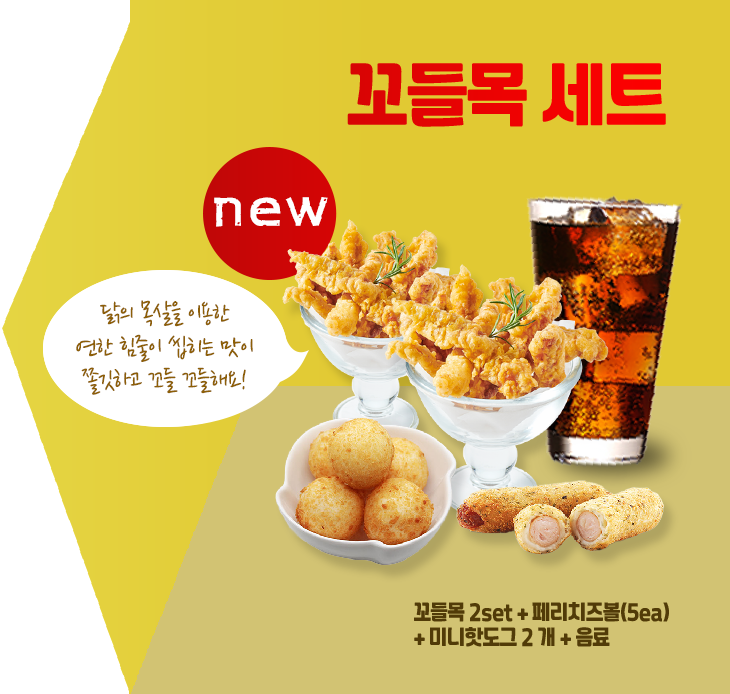 꼬들목 세트
new
닭의 목살을 이용한
연한 힘줄이 씹히는 맛이
쫄깃하고 꼬들 꼬들해요!
꼬들목 2set + 페리치즈볼(5ea)
+ 미니핫도그 2 개 + 음료